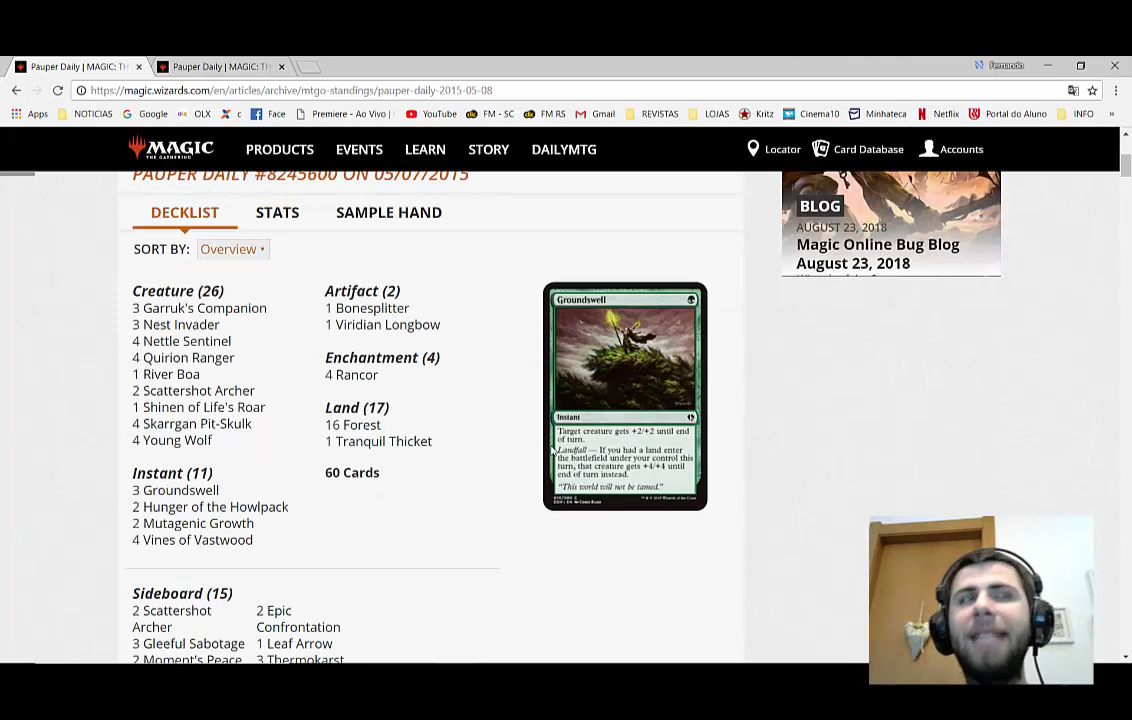 Pauper Daily | MAGIC: TH
Pauper Daily | MAGIC: TH
Fernando
https://magic.wizards.com/en/articles/archive/mtgo-standings/pauper-daily-2015-05-08
Apps NOTICIAS Google OLX c Face Premiere - Ao Vivo | YouTube FM - SC FM RS Gmail REVISTAS LOJAS Kritz Cinema10 Minhateca Netflix Portal do Aluno INFO »
MAGIC THE GATHERING PRODUCTS EVENTS LEARN STORY DAILYMTG Locator Card Database Accounts
PAUPER DAILY #8245600 ON 05/07/2015
DECKLIST STATS SAMPLE HAND
SORT BY: Overview
Creature (26)
3 Garruk's Companion
3 Nest Invader
4 Nettle Sentinel
4 Quirion Ranger
1 River Boa
2 Scattershot Archer
1 Shinen of Life's Roar
4 Skarrgan Pit-Skulk
4 Young Wolf
Instant (11)
3 Groundswell
2 Hunger of the Howlpack
2 Mutagenic Growth
4 Vines of Vastwood
Artifact (2)
1 Bonesplitter
1 Viridian Longbow
Enchantment (4)
4 Rancor
Land (17)
16 Forest
1 Tranquil Thicket
60 Cards
Sideboard (15)
2 Scattershot
Archer
3 Gleeful Sabotage
2 Moment's Peace
2 Epic
Confrontation
1 Leaf Arrow
3 Thermokarst
Groundswell
Instant
Target creature gets +2/+2 until end
of turn.
Landfall — If you had a land enter
the battlefield under your control this
turn, that creature gets +4/+4 until
end of turn instead.
"This world will not be tamed."
BLOG
AUGUST 23, 2018
Magic Online Bug Blog
August 23, 2018